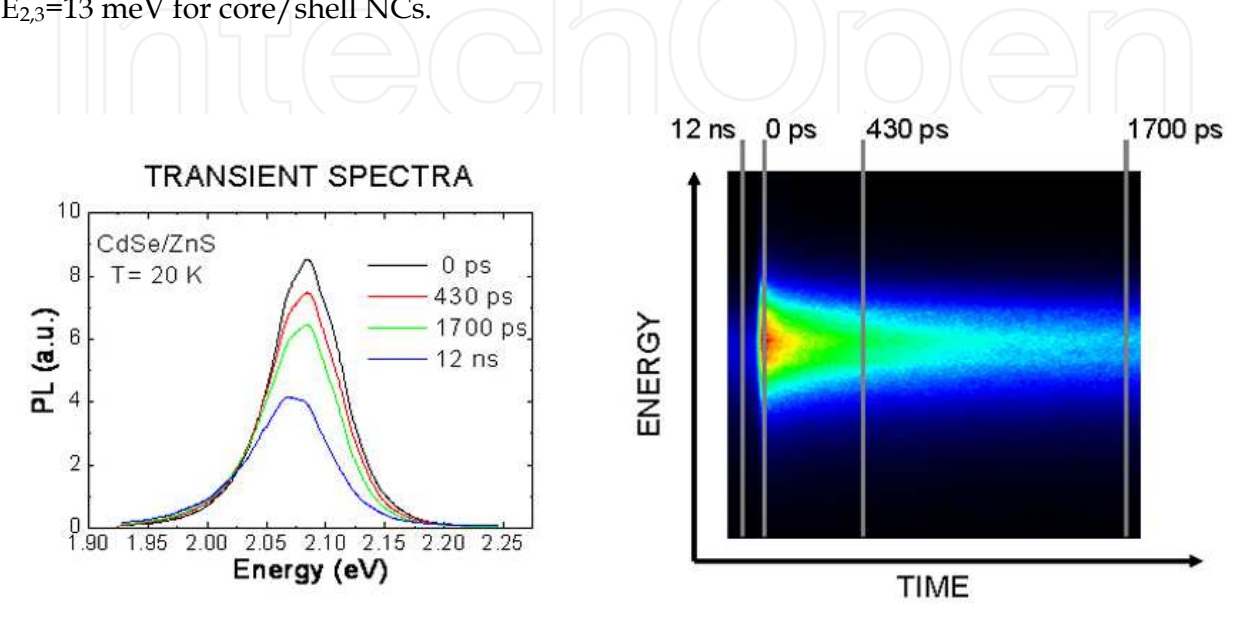 E2,3=13 meV for core/shell NCs.
IntechOpen
12 ns 0 ps 430 ps 1700 ps
TRANSIENT SPECTRA
10
8
6
4
2
0
CdSe/ZnS
T= 20 K
0 ps
430 ps
1700 ps
12 ns
PL (a.u.)
1.90 1.95 2.00 2.05 2.10 2.15 2.20 2.25
Energy (eV)
ENERGY
TIME